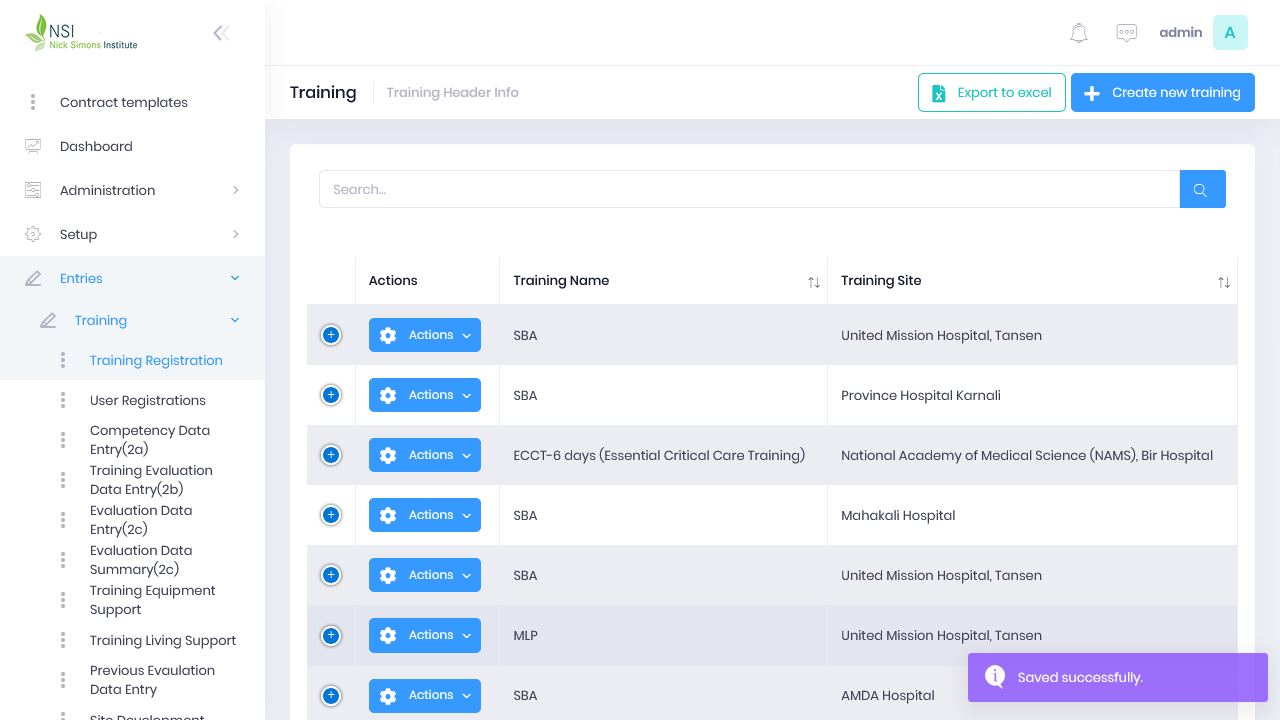 NSI
Nick Simons Institute
admin
A
Training
Training Header Info
Export to excel
Create new training
Contract templates
Dashboard
Administration
Setup
Entries
Training
Training Registration
User Registrations
Competency Data
Entry(2a)
Training Evaluation
Data Entry(2b)
Evaluation Data
Entry(2c)
Evaluation Data
Summary(2c)
Training Equipment
Support
Training Living Support
Previous Evaulation
Data Entry
Site Development
Search...
Actions
Training Name
Training Site
Actions
SBA
United Mission Hospital, Tansen
Actions
SBA
Province Hospital Karnali
Actions
ECCT-6 days (Essential Critical Care Training)
National Academy of Medical Science (NAMS), Bir Hospital
Actions
SBA
Mahakali Hospital
Actions
SBA
United Mission Hospital, Tansen
Actions
MLP
United Mission Hospital, Tansen
Actions
SBA
AMDA Hospital
Saved successfully.